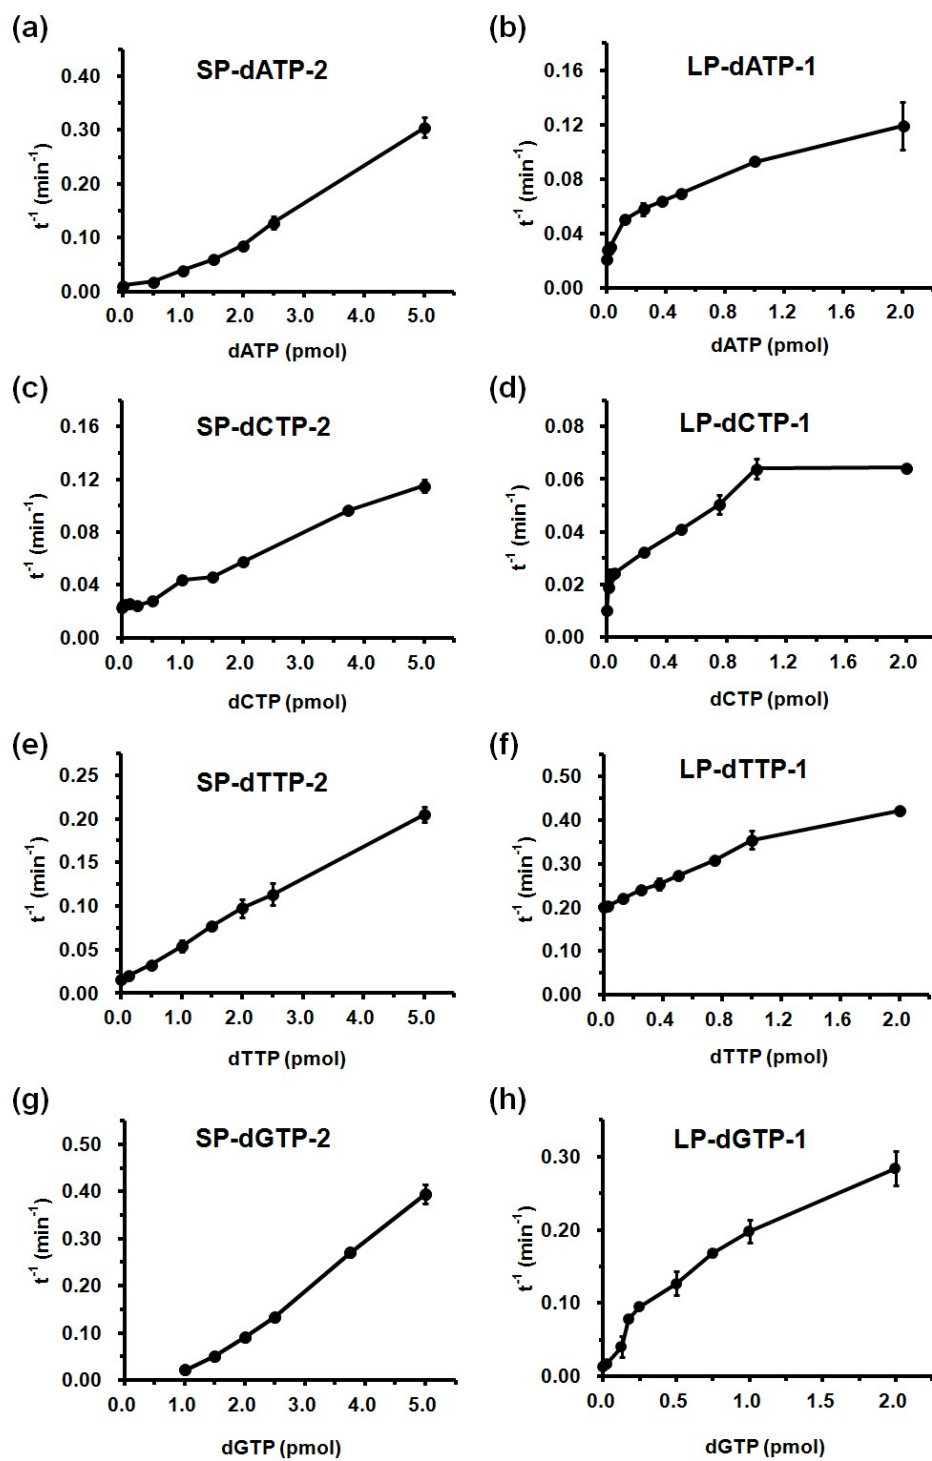 (a)
SP-dATP-2
0.40
0.30
0.20
0.10
0.00
t⁻¹ (min⁻¹)
0.0 1.0 2.0 3.0 4.0 5.0
dATP (pmol)
(b)
LP-dATP-1
0.16
0.12
0.08
0.04
0.00
t⁻¹ (min⁻¹)
0.0 0.4 0.8 1.2 1.6 2.0
dATP (pmol)
(c)
SP-dCTP-2
0.16
0.12
0.08
0.04
0.00
t⁻¹ (min⁻¹)
0.0 1.0 2.0 3.0 4.0 5.0
dCTP (pmol)
(d)
LP-dCTP-1
0.08
0.06
0.04
0.02
0.00
t⁻¹ (min⁻¹)
0.0 0.4 0.8 1.2 1.6 2.0
dCTP (pmol)
(e)
SP-dTTP-2
0.25
0.20
0.15
0.10
0.05
0.00
t⁻¹ (min⁻¹)
0.0 1.0 2.0 3.0 4.0 5.0
dTTP (pmol)
(f)
LP-dTTP-1
0.50
0.40
0.30
0.20
0.10
0.00
t⁻¹ (min⁻¹)
0.0 0.4 0.8 1.2 1.6 2.0
dTTP (pmol)
(g)
SP-dGTP-2
0.50
0.40
0.30
0.20
0.10
0.00
t⁻¹ (min⁻¹)
0.0 1.0 2.0 3.0 4.0 5.0
dGTP (pmol)
(h)
LP-dGTP-1
0.30
0.20
0.10
0.00
t⁻¹ (min⁻¹)
0.0 0.5 1.0 1.5 2.0
dGTP (pmol)